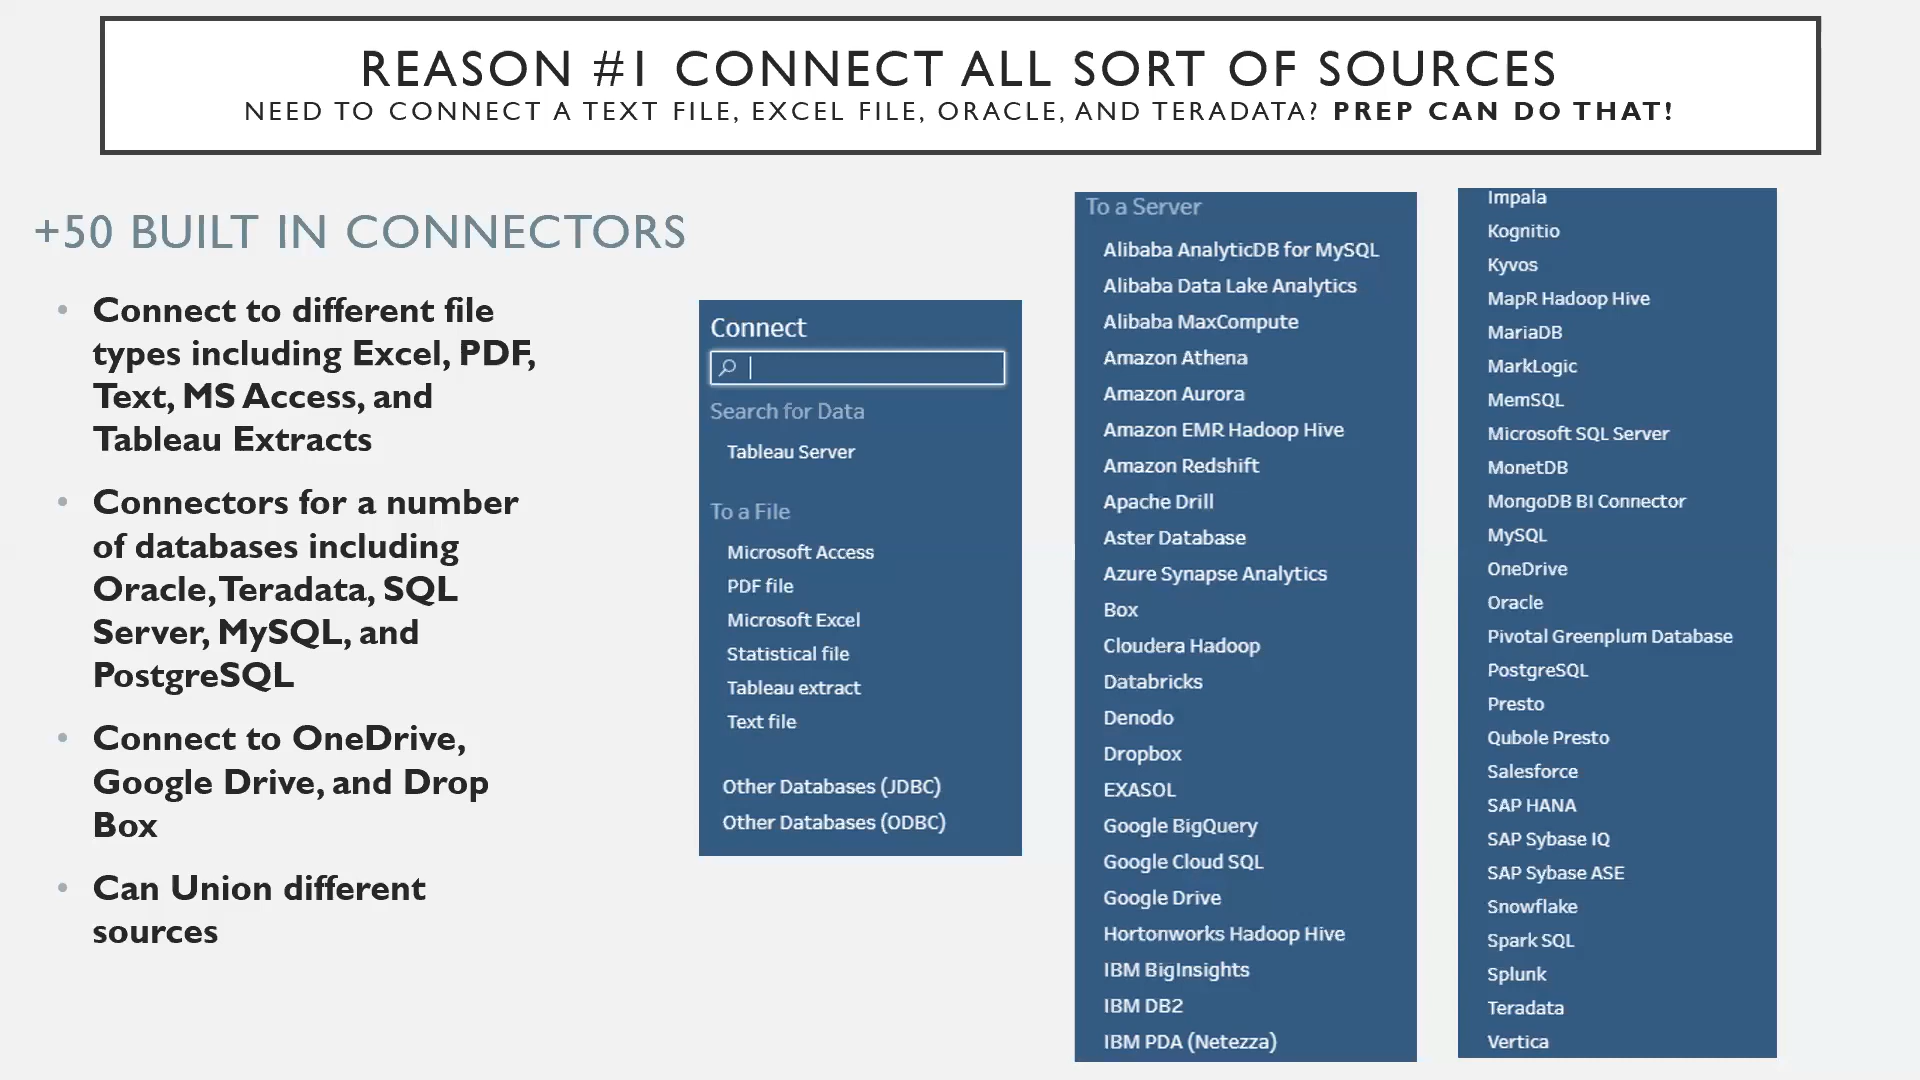 REASON #1 CONNECT ALL SORT OF SOURCES
NEED TO CONNECT A TEXT FILE, EXCEL FILE, ORACLE, AND TERADATA? PREP CAN DO THAT!
+50 BUILT IN CONNECTORS
• Connect to different file
types including Excel, PDF,
Text, MS Access, and
Tableau Extracts
• Connectors for a number
of databases including
Oracle, Teradata, SQL
Server, MySQL, and
PostgreSQL
• Connect to OneDrive,
Google Drive, and Drop
Box
• Can Union different
sources
Connect
Search for Data
Tableau Server
To a File
Microsoft Access
PDF file
Microsoft Excel
Statistical file
Tableau extract
Text file
Other Databases (JDBC)
Other Databases (ODBC)
To a Server
Alibaba AnalyticDB for MySQL
Alibaba Data Lake Analytics
Alibaba MaxCompute
Amazon Athena
Amazon Aurora
Amazon EMR Hadoop Hive
Amazon Redshift
Apache Drill
Aster Database
Azure Synapse Analytics
Box
Cloudera Hadoop
Databricks
Denodo
Dropbox
EXASOL
Google BigQuery
Google Cloud SQL
Google Drive
Hortonworks Hadoop Hive
IBM BigInsights
IBM DB2
IBM PDA (Netezza)
Impala
Kognitio
Kyvos
MapR Hadoop Hive
MariaDB
MarkLogic
MemSQL
Microsoft SQL Server
MonetDB
MongoDB BI Connector
MySQL
OneDrive
Oracle
Pivotal Greenplum Database
PostgreSQL
Presto
Qubole Presto
Salesforce
SAP HANA
SAP Sybase IQ
SAP Sybase ASE
Snowflake
Spark SQL
Splunk
Teradata
Vertica